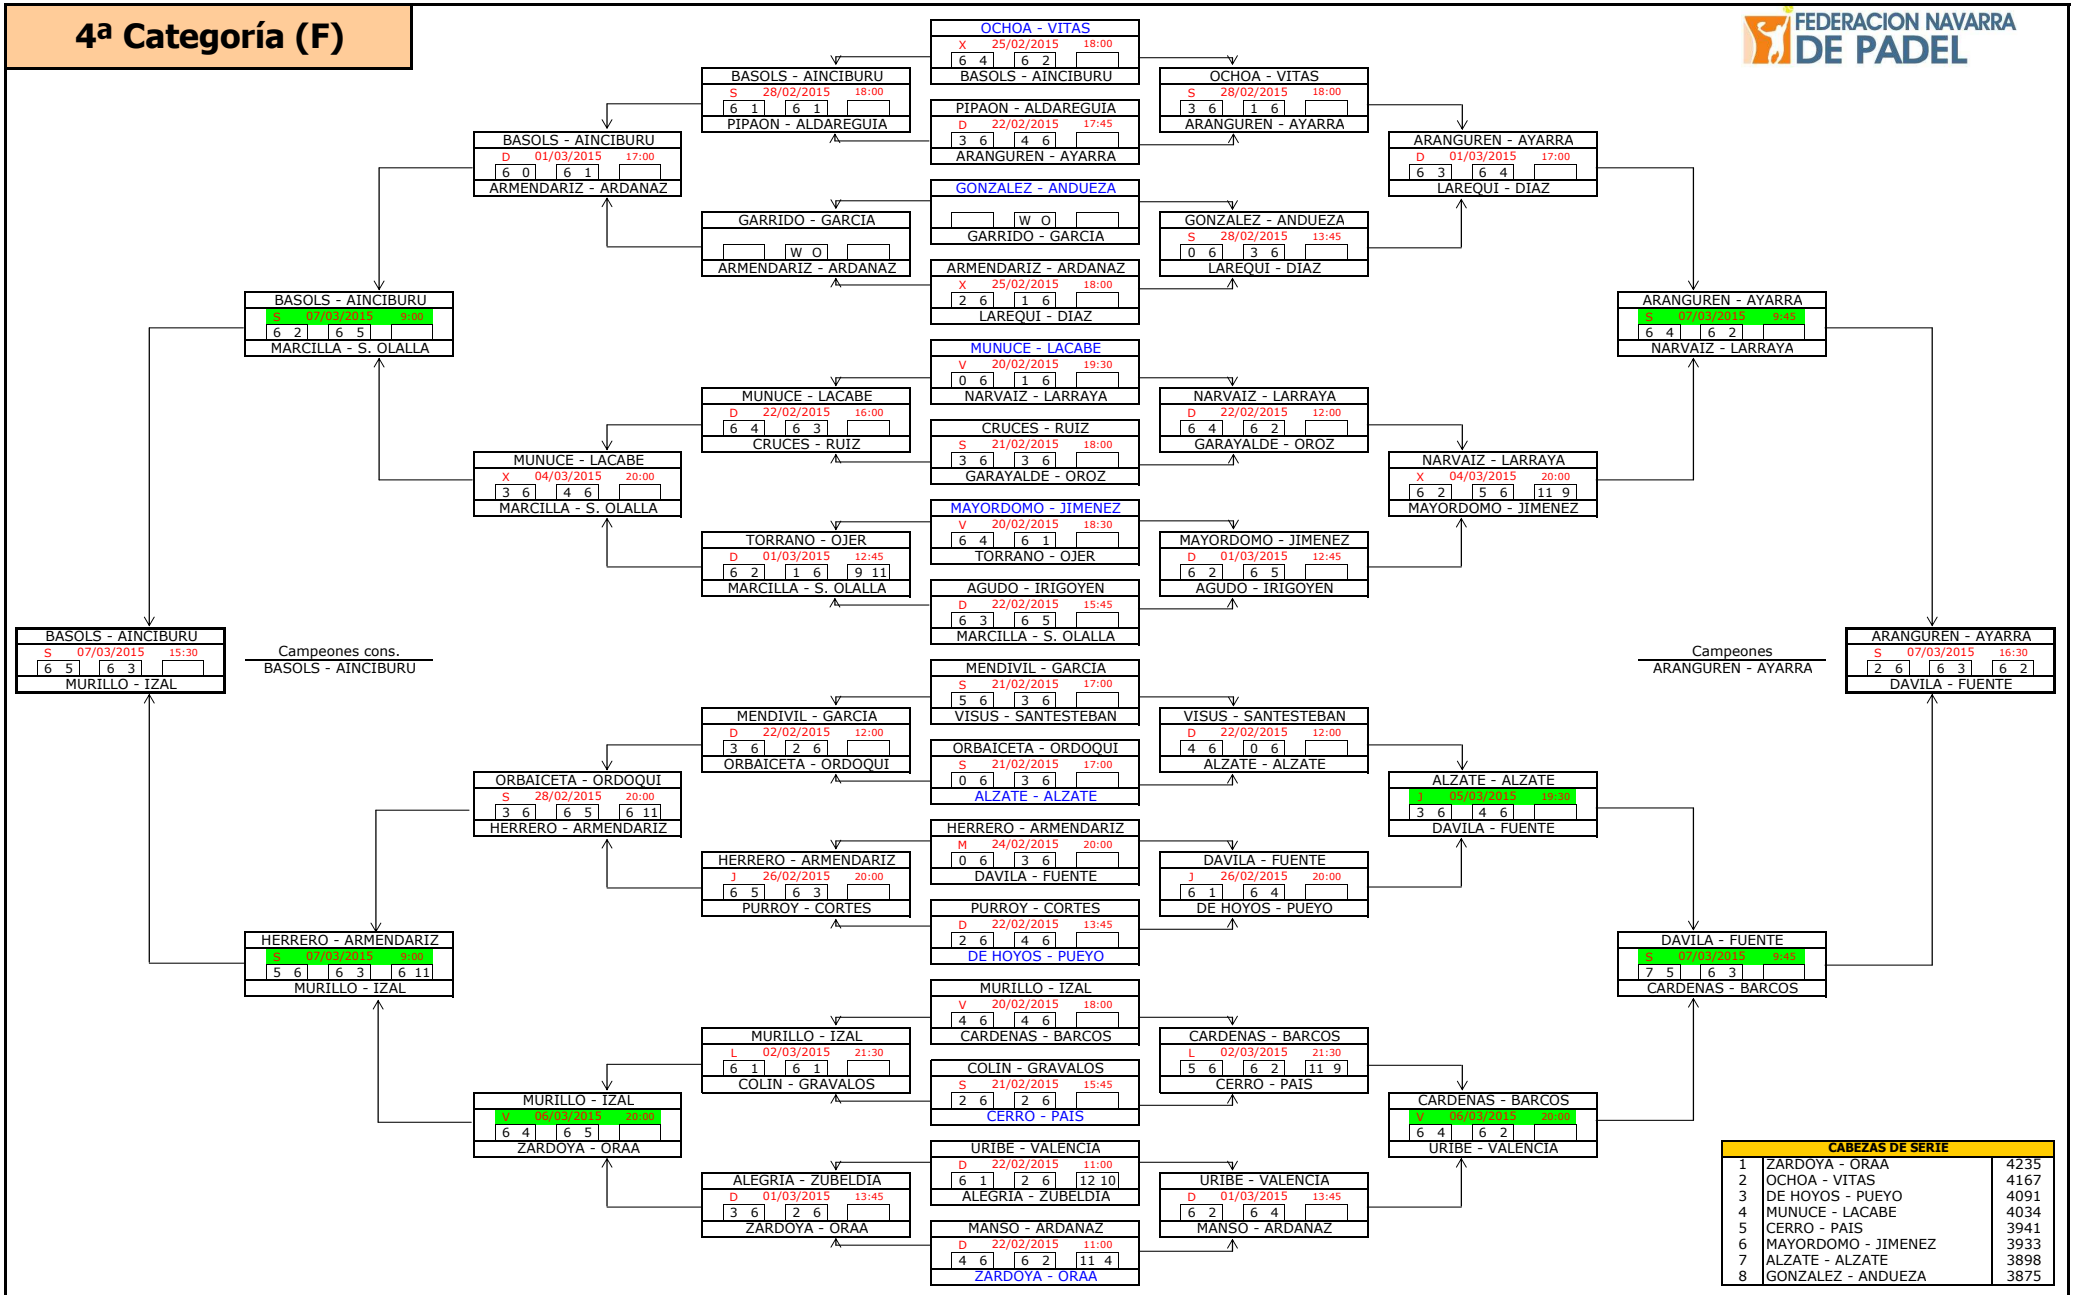 4ª Categoría (F)
FEDERACION NAVARRA
DE PADEL
BASOLS - AINCIBURU
S 07/03/2015 15:30
6 5 6 3
MURILLO - IZAL
Campeones cons.
BASOLS - AINCIBURU
BASOLS - AINCIBURU
S 07/03/2015 9:00
6 2 6 5
MARCILLA - S. OLALLA
HERRERO - ARMENDARIZ
S 07/03/2015 9:00
5 6 6 3 6 11
MURILLO - IZAL
BASOLS - AINCIBURU
D 01/03/2015 17:00
6 0 6 1
ARMENDARIZ - ARDANAZ
MUNUCE - LACABE
X 04/03/2015 20:00
3 6 4 6
MARCILLA - S. OLALLA
ORBAICETA - ORDOQUI
S 28/02/2015 20:00
3 6 6 5 6 11
HERRERO - ARMENDARIZ
MURILLO - IZAL
V 06/03/2015 20:00
6 4 6 5
ZARDOYA - ORAA
BASOLS - AINCIBURU
S 28/02/2015 18:00
6 1 6 1
PIPAON - ALDAREGUIA
GARRIDO - GARCIA
W O
ARMENDARIZ - ARDANAZ
MUNUCE - LACABE
D 22/02/2015 16:00
6 4 6 3
CRUCES - RUIZ
TORRANO - OJER
D 01/03/2015 12:45
6 2 1 6 9 11
MARCILLA - S. OLALLA
MENDIVIL - GARCIA
D 22/02/2015 12:00
3 6 2 6
ORBAICETA - ORDOQUI
HERRERO - ARMENDARIZ
J 26/02/2015 20:00
6 5 6 3
PURROY - CORTES
MURILLO - IZAL
L 02/03/2015 21:30
6 1 6 1
COLIN - GRAVALOS
ALEGRIA - ZUBELDIA
D 01/03/2015 13:45
3 6 2 6
ZARDOYA - ORAA
OCHOA - VITAS
X 25/02/2015 18:00
6 4 6 2
BASOLS - AINCIBURU
PIPAON - ALDAREGUIA
D 22/02/2015 17:45
3 6 4 6
ARANGUREN - AYARRA
GONZALEZ - ANDUEZA
W O
GARRIDO - GARCIA
ARMENDARIZ - ARDANAZ
X 25/02/2015 18:00
2 6 1 6
LAREQUI - DIAZ
MUNUCE - LACABE
V 20/02/2015 19:30
0 6 1 6
NARVAIZ - LARRAYA
CRUCES - RUIZ
S 21/02/2015 18:00
3 6 3 6
GARAYALDE - OROZ
MAYORDOMO - JIMENEZ
V 20/02/2015 18:30
6 4 6 1
TORRANO - OJER
AGUDO - IRIGOYEN
D 22/02/2015 15:45
6 3 6 5
MARCILLA - S. OLALLA
MENDIVIL - GARCIA
S 21/02/2015 17:00
5 6 3 6
VISUS - SANTESTEBAN
ORBAICETA - ORDOQUI
S 21/02/2015 17:00
0 6 3 6
ALZATE - ALZATE
HERRERO - ARMENDARIZ
M 24/02/2015 20:00
0 6 3 6
DAVILA - FUENTE
PURROY - CORTES
D 22/02/2015 13:45
2 6 4 6
DE HOYOS - PUEYO
MURILLO - IZAL
V 20/02/2015 18:00
4 6 4 6
CARDENAS - BARCOS
COLIN - GRAVALOS
S 21/02/2015 15:45
2 6 2 6
CERRO - PAIS
URIBE - VALENCIA
D 22/02/2015 11:00
6 1 2 6 12 10
ALEGRIA - ZUBELDIA
MANSO - ARDANAZ
D 22/02/2015 11:00
4 6 6 2 11 4
ZARDOYA - ORAA
OCHOA - VITAS
S 28/02/2015 18:00
3 6 1 6
ARANGUREN - AYARRA
GONZALEZ - ANDUEZA
S 28/02/2015 13:45
0 6 3 6
LAREQUI - DIAZ
NARVAIZ - LARRAYA
D 22/02/2015 12:00
6 4 6 2
GARAYALDE - OROZ
MAYORDOMO - JIMENEZ
D 01/03/2015 12:45
6 2 6 5
AGUDO - IRIGOYEN
VISUS - SANTESTEBAN
D 22/02/2015 12:00
4 6 0 6
ALZATE - ALZATE
DAVILA - FUENTE
J 26/02/2015 20:00
6 1 6 4
DE HOYOS - PUEYO
CARDENAS - BARCOS
L 02/03/2015 21:30
5 6 6 2 11 9
CERRO - PAIS
URIBE - VALENCIA
D 01/03/2015 13:45
6 2 6 4
MANSO - ARDANAZ
ARANGUREN - AYARRA
D 01/03/2015 17:00
6 3 6 4
LAREQUI - DIAZ
NARVAIZ - LARRAYA
X 04/03/2015 20:00
6 2 5 6 11 9
MAYORDOMO - JIMENEZ
ALZATE - ALZATE
J 05/03/2015 19:30
3 6 4 6
DAVILA - FUENTE
CARDENAS - BARCOS
V 06/03/2015 20:00
6 4 6 2
URIBE - VALENCIA
ARANGUREN - AYARRA
S 07/03/2015 9:45
6 4 6 2
NARVAIZ - LARRAYA
DAVILA - FUENTE
S 07/03/2015 9:45
7 5 6 3
CARDENAS - BARCOS
Campeones
ARANGUREN - AYARRA
ARANGUREN - AYARRA
S 07/03/2015 16:30
2 6 6 3 6 2
DAVILA - FUENTE
CABEZAS DE SERIE
1 ZARDOYA - ORAA 4235
2 OCHOA - VITAS 4167
3 DE HOYOS - PUEYO 4091
4 MUNUCE - LACABE 4034
5 CERRO - PAIS 3941
6 MAYORDOMO - JIMENEZ 3933
7 ALZATE - ALZATE 3898
8 GONZALEZ - ANDUEZA 3875